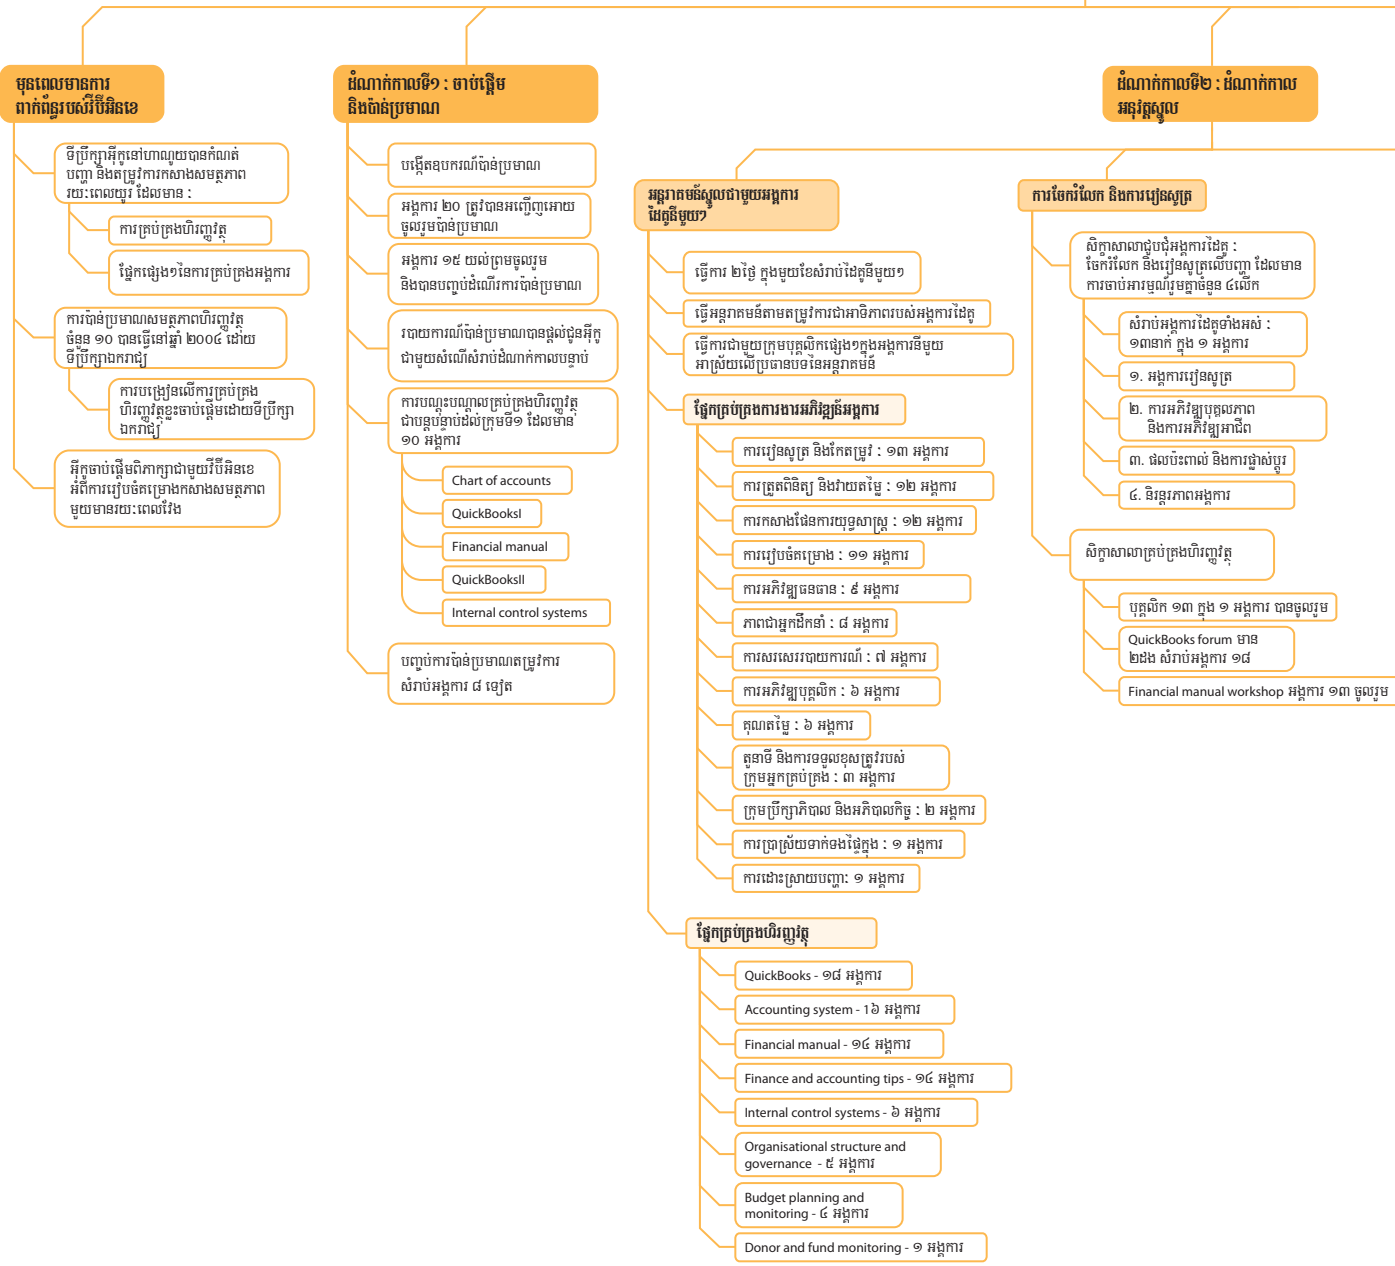 មុនពេលមានការ
ពាក់ព័ន្ធរបស់វីប៊ីអិនខេ
ទីប្រឹក្សាអ៊ីកូនៅហាណូយបានកំណត់
បញ្ហា និងតម្រូវការកសាងសមត្ថភាព
រយៈពេលយូរ ដែលមាន :
ការគ្រប់គ្រងហិរញ្ញវត្ថុ
ផ្នែកផ្សេងៗនៃការគ្រប់គ្រងអង្គការ
ការប៉ាន់ប្រមាណសមត្ថភាពហិរញ្ញវត្ថុ
ចំនួន ១០ បានធ្វើនៅឆ្នាំ ២០០៤ ដោយ
ទីប្រឹក្សាឯករាជ្យ
ការបង្រៀនលើការគ្រប់គ្រង
ហិរញ្ញវត្ថុខ្លះចាប់ផ្តើមដោយទីប្រឹក្សា
ឯករាជ្យ
អ៊ីកូចាប់ផ្តើមពិភាក្សាជាមួយវីប៊ីអិនខេ
អំពីការរៀបចំគម្រោងកសាងសមត្ថភាព
មួយមានរយៈពេលវែង
ដំណាក់កាលទី១ : ចាប់ផ្តើម
និងប៉ាន់ប្រមាណ
បង្កើតឧបករណ៍ប៉ាន់ប្រមាណ
អង្គការ ២០ ត្រូវបានអញ្ជើញអោយ
ចូលរួមប៉ាន់ប្រមាណ
អង្គការ ១៥ យល់ព្រមចូលរួម
និងបានបញ្ចប់ដំណើរការប៉ាន់ប្រមាណ
របាយការណ៍ប៉ាន់ប្រមាណបានផ្តល់ជូនអ៊ីកូ
ជាមួយសំណើសំរាប់ដំណាក់កាលបន្ទាប់
ការបណ្តុះបណ្តាលគ្រប់គ្រងហិរញ្ញវត្ថុ
ជាបន្តបន្ទាប់ដល់ក្រុមទី១ ដែលមាន
១០ អង្គការ
Chart of accounts
QuickBooksI
Financial manual
QuickBooksII
Internal control systems
បញ្ចប់ការប៉ាន់ប្រមាណតម្រូវការ
សំរាប់អង្គការ ៨ ទៀត
ដំណាក់កាលទី២ : ដំណាក់កាល
អនុវត្តស្នូល
អន្តរាគមន៍ស្នូលជាមួយអង្គការ
ដៃគូនីមួយៗ
ធ្វើការ ២ថ្ងៃ ក្នុងមួយខែសំរាប់ដៃគូនីមួយៗ
ធ្វើអន្តរាគមន៍តាមតម្រូវការជាអាទិភាពរបស់អង្គការដៃគូ
ធ្វើការជាមួយក្រុមបុគ្គលិកផ្សេងៗក្នុងអង្គការនីមួយ
អាស្រ័យលើប្រធានបទនៃអន្តរាគមន៍
ផ្នែកគ្រប់គ្រងការងារអភិវឌ្ឍន៍អង្គការ
ការរៀនសូត្រ និងកែតម្រូវ : ១៣ អង្គការ
ការត្រួតពិនិត្យ និងវាយតម្លៃ : ១២ អង្គការ
ការកសាងផែនការយុទ្ធសាស្ត្រ : ១២ អង្គការ
ការរៀបចំគម្រោង : ១១ អង្គការ
ការអភិវឌ្ឍធនធាន : ៩ អង្គការ
ភាពជាអ្នកដឹកនាំ : ៨ អង្គការ
ការសរសេររបាយការណ៍ : ៧ អង្គការ
ការអភិវឌ្ឍបុគ្គលិក : ៦ អង្គការ
គុណតម្លៃ : ៦ អង្គការ
តួនាទី និងការទទួលខុសត្រូវរបស់
ក្រុមអ្នកគ្រប់គ្រង : ៣ អង្គការ
ក្រុមប្រឹក្សាភិបាល និងអភិបាលកិច្ច : ២ អង្គការ
ការប្រាស្រ័យទាក់ទងផ្ទៃក្នុង : ១ អង្គការ
ការដោះស្រាយបញ្ហា: ១ អង្គការ
ផ្នែកគ្រប់គ្រងហិរញ្ញវត្ថុ
QuickBooks - ១៨ អង្គការ
Accounting system - 1៦ អង្គការ
Financial manual - ១៤ អង្គការ
Finance and accounting tips - ១៤ អង្គការ
Internal control systems - ៦ អង្គការ
Organisational structure and
governance - ៥ អង្គការ
Budget planning and
monitoring - ៤ អង្គការ
Donor and fund monitoring - ១ អង្គការ
ការចែករំលែក និងការរៀនសូត្រ
សិក្ខាសាលាជួបជុំអង្គការដៃគូ :
ចែករំលែក និងរៀនសូត្រលើបញ្ហា ដែលមាន
ការចាប់អារម្មណ៍រួមគ្នាចំនួន ៤លើក
សំរាប់អង្គការដៃគូទាំងអស់ :
១៣នាក់ ក្នុង ១ អង្គការ
១. អង្គការរៀនសូត្រ
២. ការអភិវឌ្ឍបុគ្គលភាព
និងការអភិវឌ្ឍអាជីព
៣. ផលប៉ះពាល់ និងការផ្លាស់ប្តូរ
៤. និរន្តរភាពអង្គការ
សិក្ខាសាលាគ្រប់គ្រងហិរញ្ញវត្ថុ
បុគ្គលិក ១៣ ក្នុង ១ អង្គការ បានចូលរួម
QuickBooks forum មាន
២ដង សំរាប់អង្គការ ១៨
Financial manual workshop អង្គការ ១៣ ចូលរួម